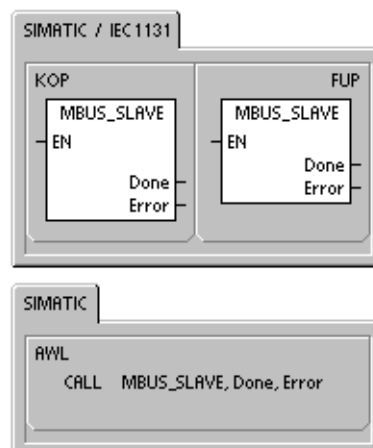 SIMATIC / IEC1131
KOP
FUP
MBUS_SLAVE
EN
Done
Error
MBUS_SLAVE
EN
Done
Error
SIMATIC
AWL
CALL MBUS_SLAVE, Done, Error